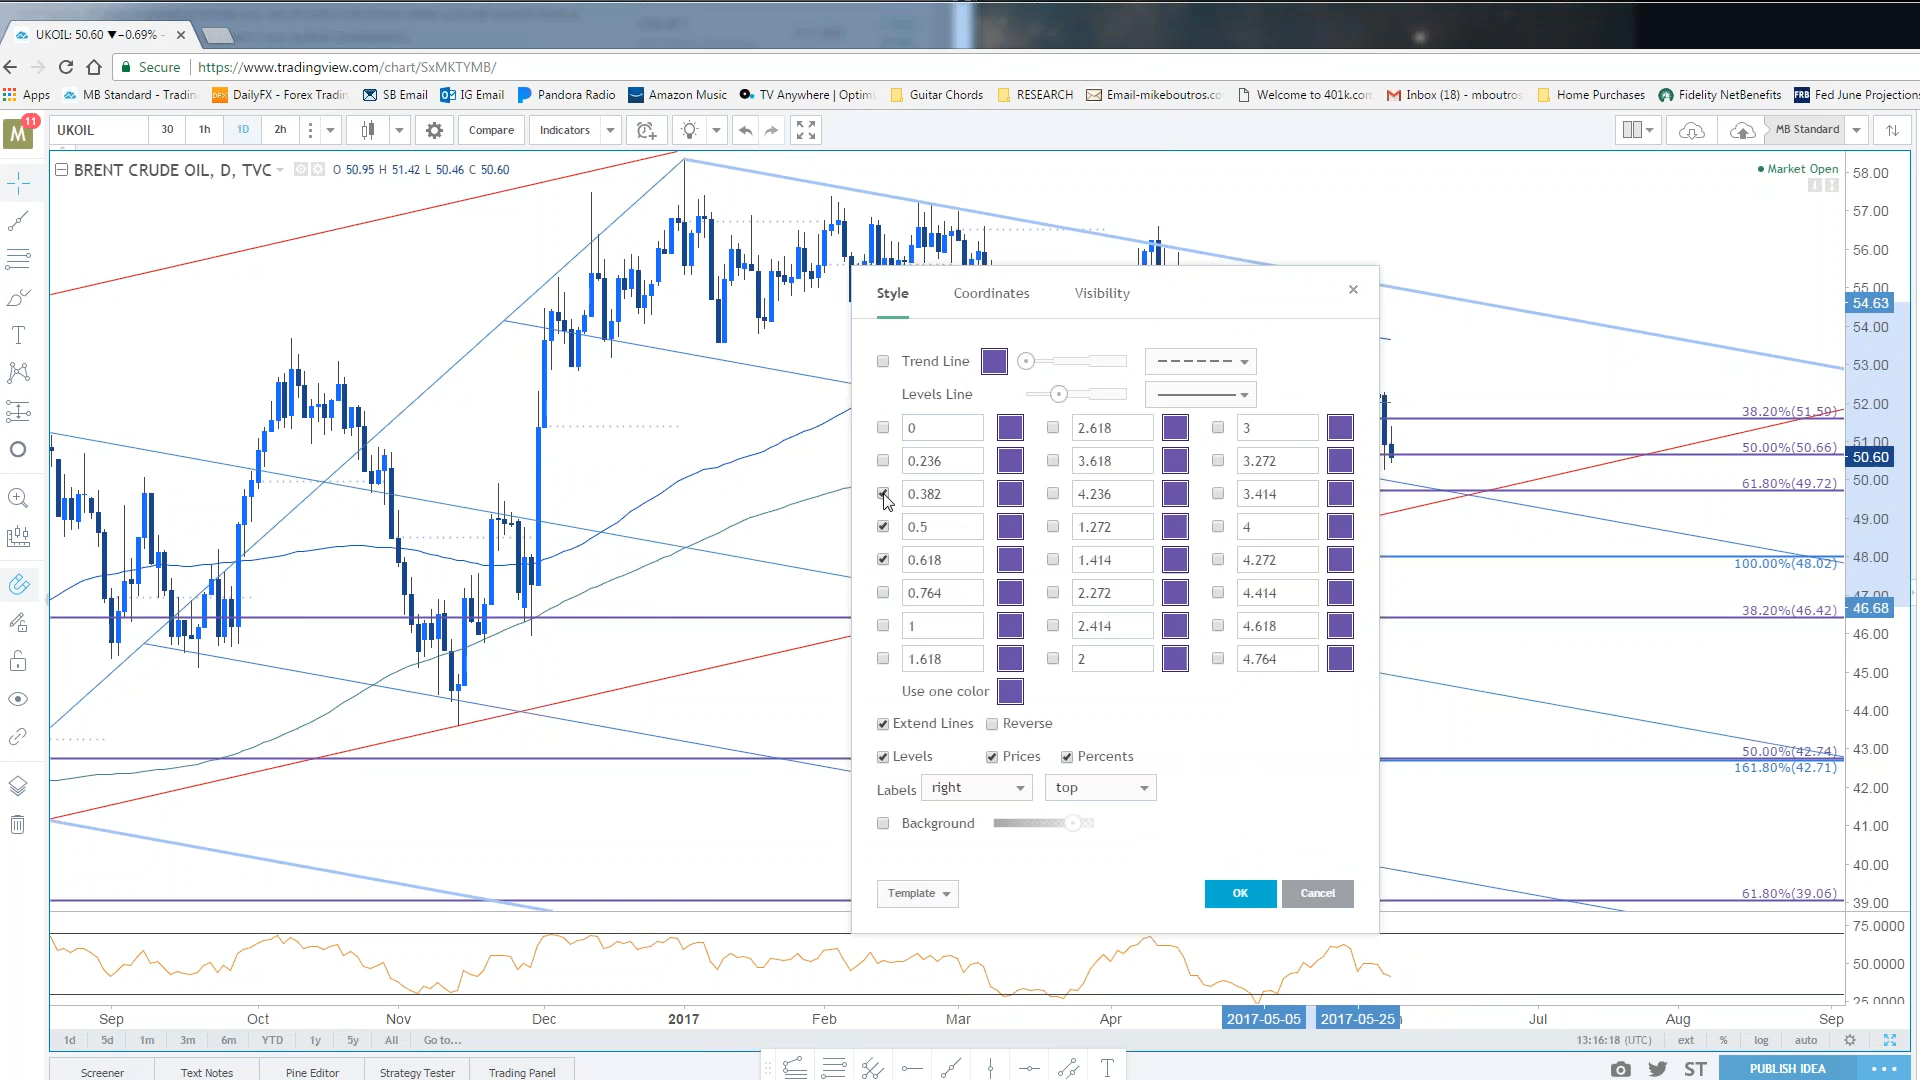 UKOIL: 50.60 ▼−0.69%
Secure
https://www.tradingview.com/chart/SxMKTYMB/
Apps
MB Standard - Tradin
DailyFX - Forex Tradin
SB Email
IG Email
Pandora Radio
Amazon Music
TV Anywhere | Optim
Guitar Chords
RESEARCH
Email-mikeboutros.co
Welcome to 401k.com
Inbox (18) - mboutros
Home Purchases
Fidelity NetBenefits
FRB
Fed June Projections
M
11
UKOIL
30
1h
1D
2h
Compare
Indicators
MB Standard
BRENT CRUDE OIL, D, TVC
O 50.95 H 51.42 L 50.46 C 50.60
Market Open
58.00
57.00
56.00
55.00
54.63
54.00
53.00
52.00
51.00
50.60
50.00
49.00
48.00
47.00
46.68
46.00
45.00
44.00
43.00
42.00
41.00
40.00
39.00
75.0000
50.0000
25.0000
38.20%(51.59)
50.00%(50.66)
61.80%(49.72)
100.00%(48.02)
38.20%(46.42)
50.00%(42.74)
161.80%(42.71)
61.80%(39.06)
Style
Coordinates
Visibility
Trend Line
Levels Line
0
2.618
3
0.236
3.618
3.272
0.382
4.236
3.414
0.5
1.272
4
0.618
1.414
4.272
0.764
2.272
4.414
1
2.414
4.618
1.618
2
4.764
Use one color
Extend Lines
Reverse
Levels
Prices
Percents
Labels
right
top
Background
Template
OK
Cancel
Sep
Oct
Nov
Dec
2017
Feb
Mar
Apr
2017-05-05
2017-05-25
Jul
Aug
Sep
1d
5d
1m
3m
6m
YTD
1y
5y
All
Go to...
13:16:18 (UTC)
ext
%
log
auto
Screener
Text Notes
Pine Editor
Strategy Tester
Trading Panel
T
ST
PUBLISH IDEA